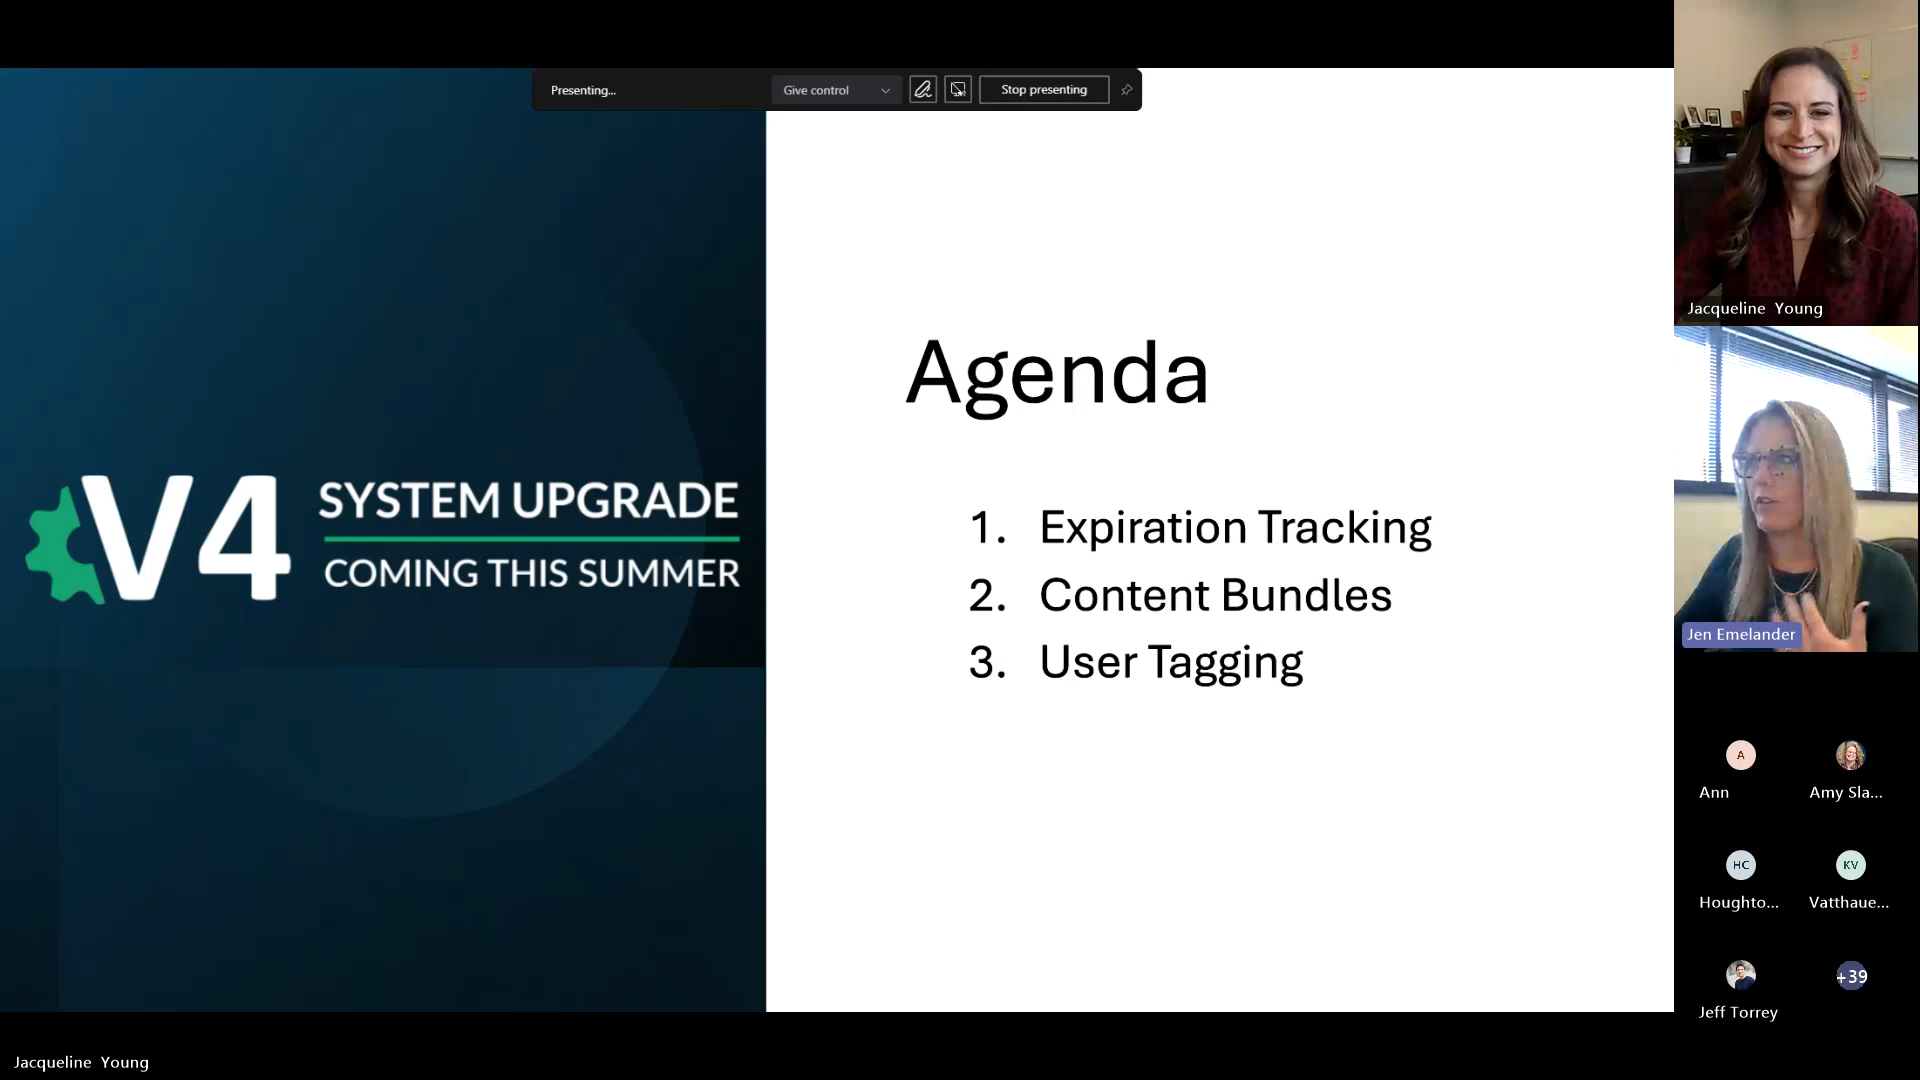 Presenting...
Give control
Stop presenting
V4
SYSTEM UPGRADE
COMING THIS SUMMER
Agenda
1. Expiration Tracking
2. Content Bundles
3. User Tagging
Jacqueline Young
Jen Emelander
A
Ann
Amy Sla...
HC
Houghto...
KV
Vatthaue...
Jeff Torrey
+39
Jacqueline Young